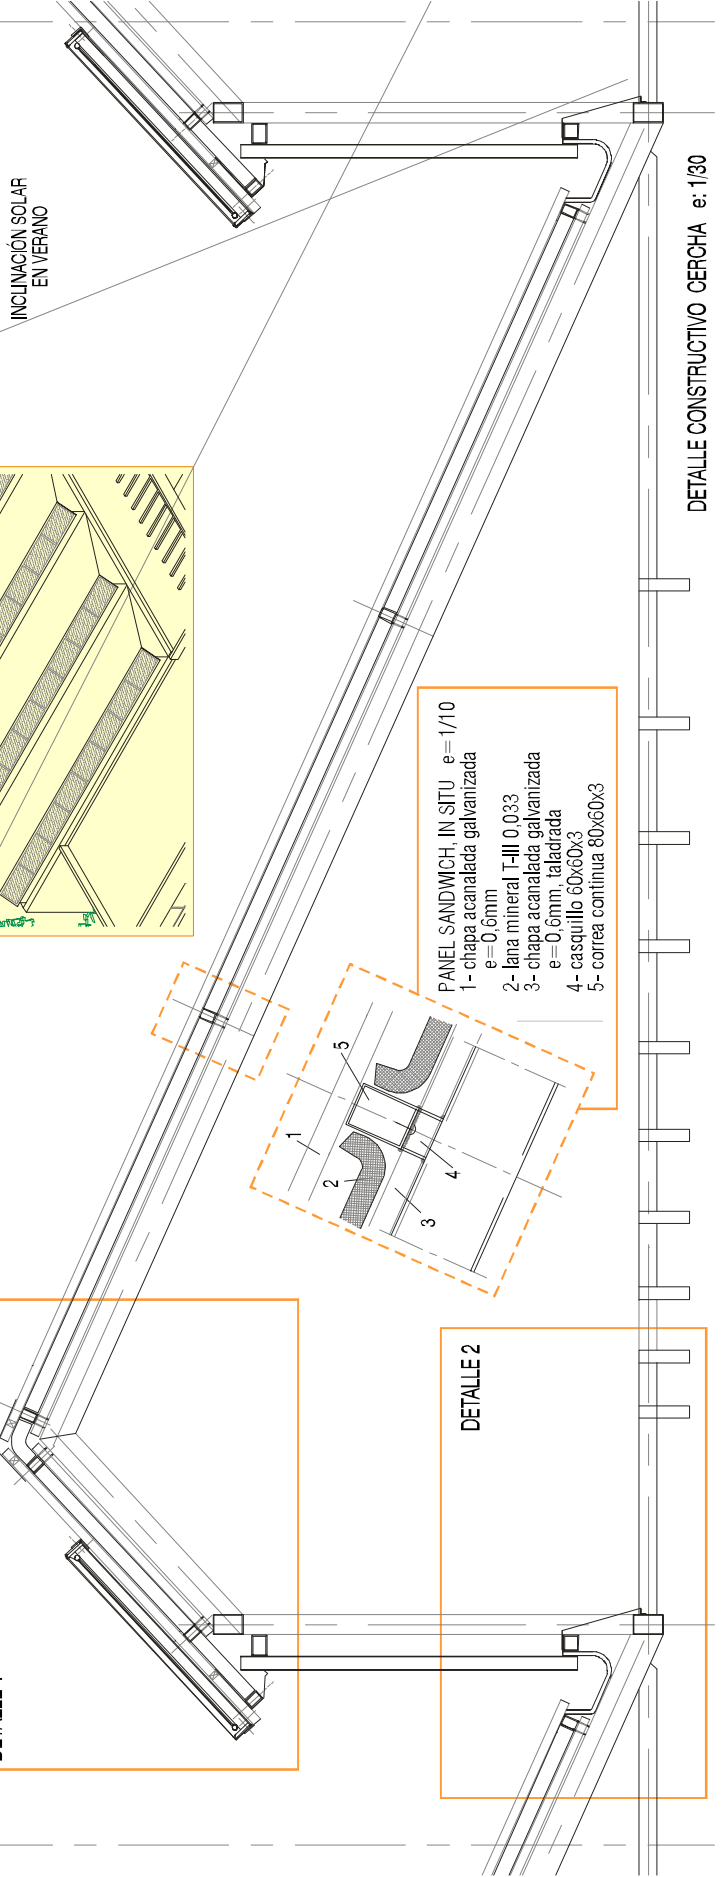 INCLINACIÓN SOLAR
EN VERANO
PANEL SANDWICH, IN SITU e=1/10
1- chapa acanalada galvanizada
e=0,6mm
2- lana mineral T-III 0,033
3- chapa acanalada galvanizada
e=0,6mm, taladrada
4- casquillo 60x60x3
5- correa continua 80x60x3
1
2
3
4
5
DETALLE 2
DETALLE CONSTRUCTIVO CERCHA e: 1/30